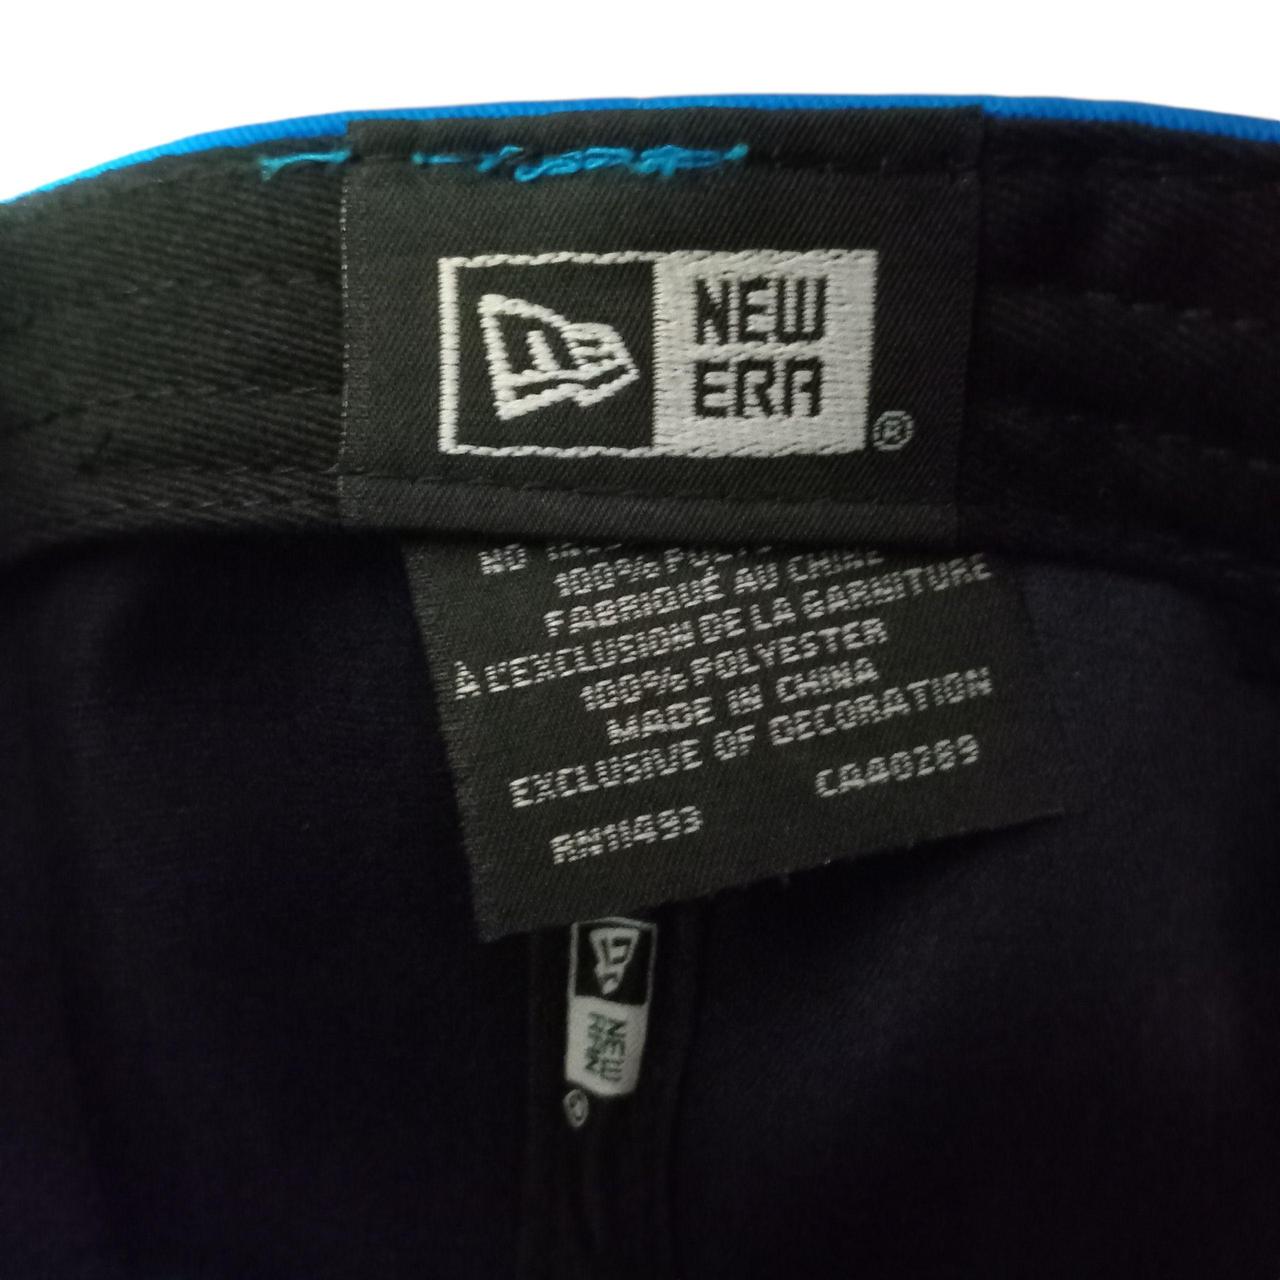 NEW
ERA
®
100% POLY
FABRIQUÉ AU CHINE
À L'EXCLUSION DE LA GARNITURE
100% POLYESTER
MADE IN CHINA
EXCLUSIVE OF DECORATION
RN11493 CA40289
NEW
ERA
®